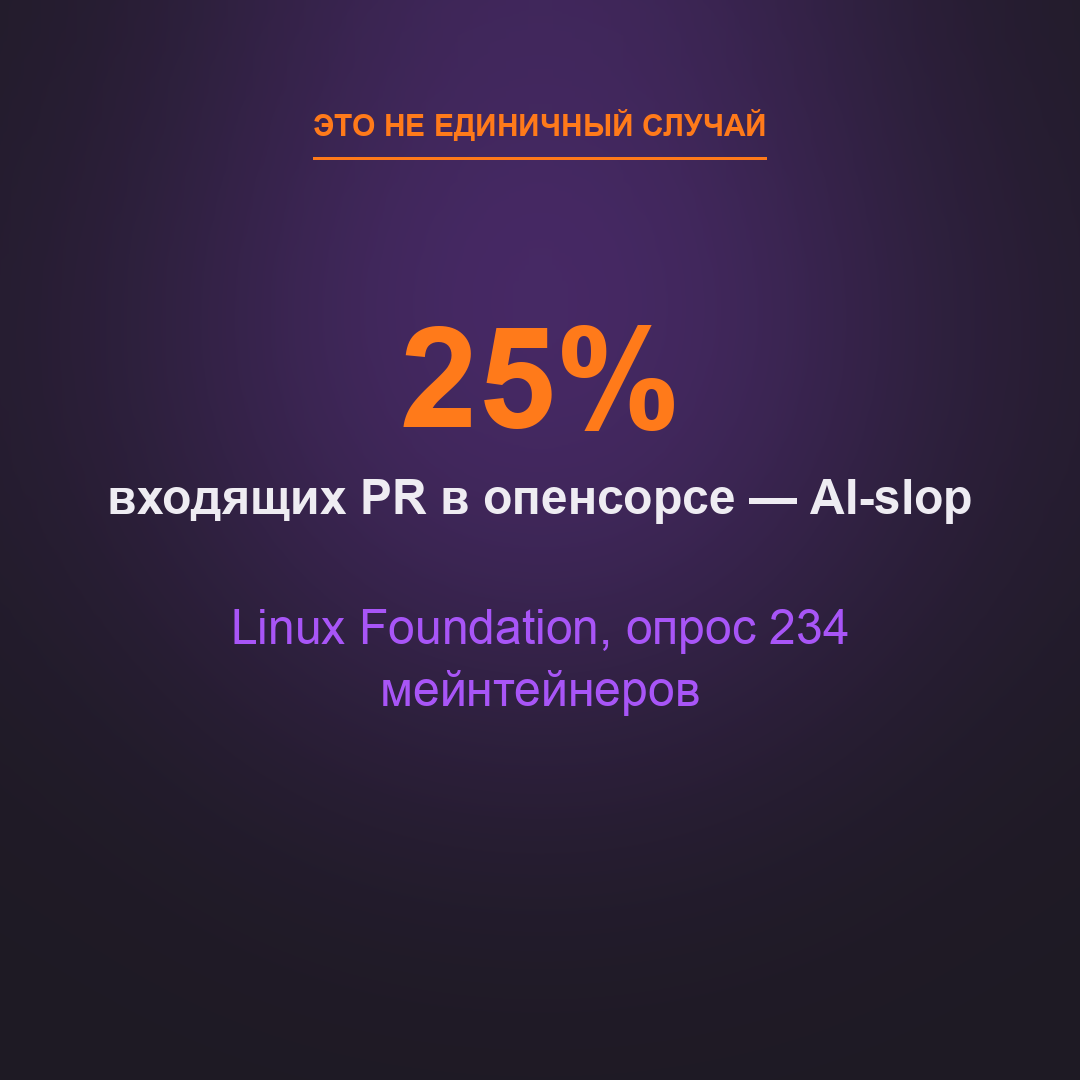 ЭТО НЕ ЕДИНИЧНЫЙ СЛУЧАЙ
25%
входящих PR в опенсорсе — AI-slop
Linux Foundation, опрос 234
мейнтейнеров